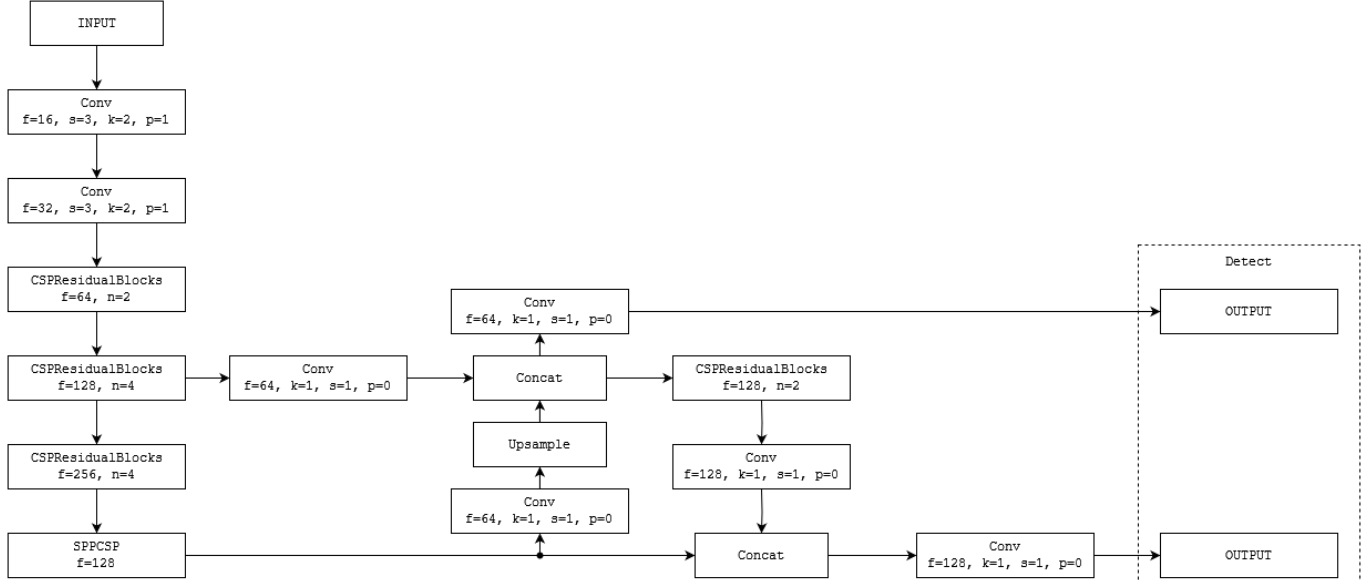 INPUT
Conv
f=16, s=3, k=2, p=1
Conv
f=32, s=3, k=2, p=1
Detect
CSPResidualBlocks
f=64, n=2
Conv
f=64, k=1, s=1, p=0
OUTPUT
CSPResidualBlocks
f=128, n=4
Conv
f=64, k=1, s=1, p=0
Concat
CSPResidualBlocks
f=128, n=2
CSPResidualBlocks
f=256, n=4
Upsample
Conv
f=128, k=1, s=1, p=0
Conv
f=64, k=1, s=1, p=0
SPPCSP
f=128
Concat
Conv
f=128, k=1, s=1, p=0
OUTPUT